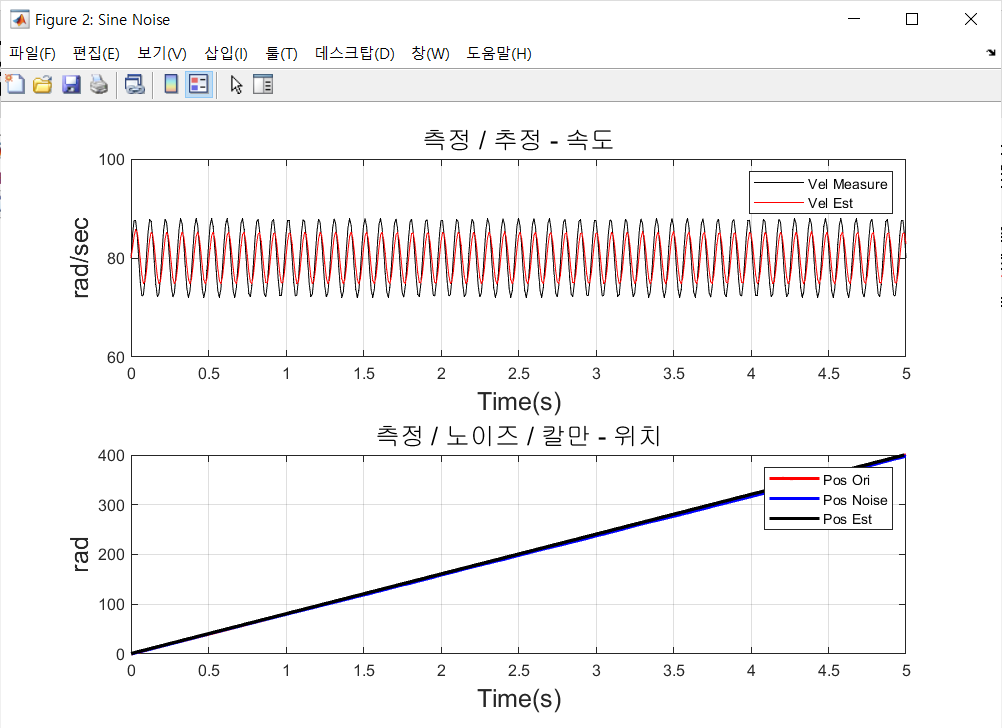 Figure 2: Sine Noise
파일(F) 편집(E) 보기(V) 삽입(I) 툴(T) 데스크탑(D) 창(W) 도움말(H)
측정 / 추정 - 속도
100
80
60
rad/sec
Vel Measure
Vel Est
0 0.5 1 1.5 2 2.5 3 3.5 4 4.5 5
Time(s)
측정 / 노이즈 / 칼만 - 위치
400
300
200
100
0
rad
Pos Ori
Pos Noise
Pos Est
0 0.5 1 1.5 2 2.5 3 3.5 4 4.5 5
Time(s)